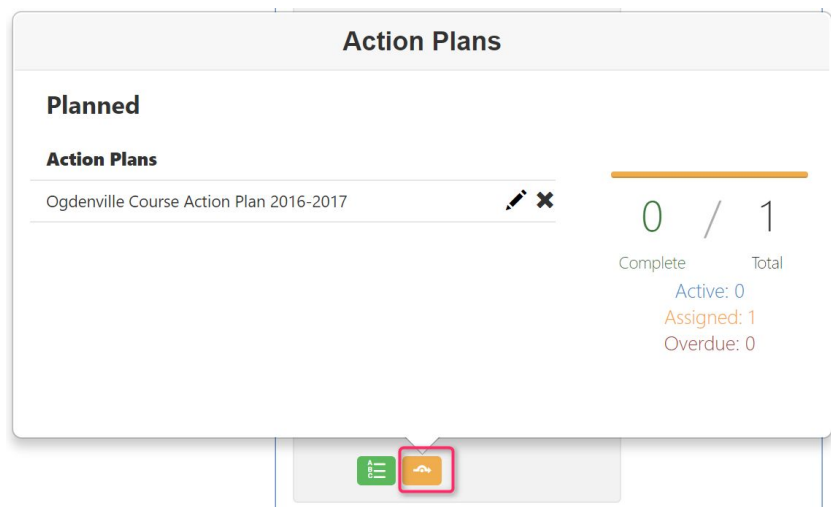 Action Plans
Planned
Action Plans
Ogdenville Course Action Plan 2016-2017
0 / 1
Complete Total
Active: 0
Assigned: 1
Overdue: 0
A
B
C